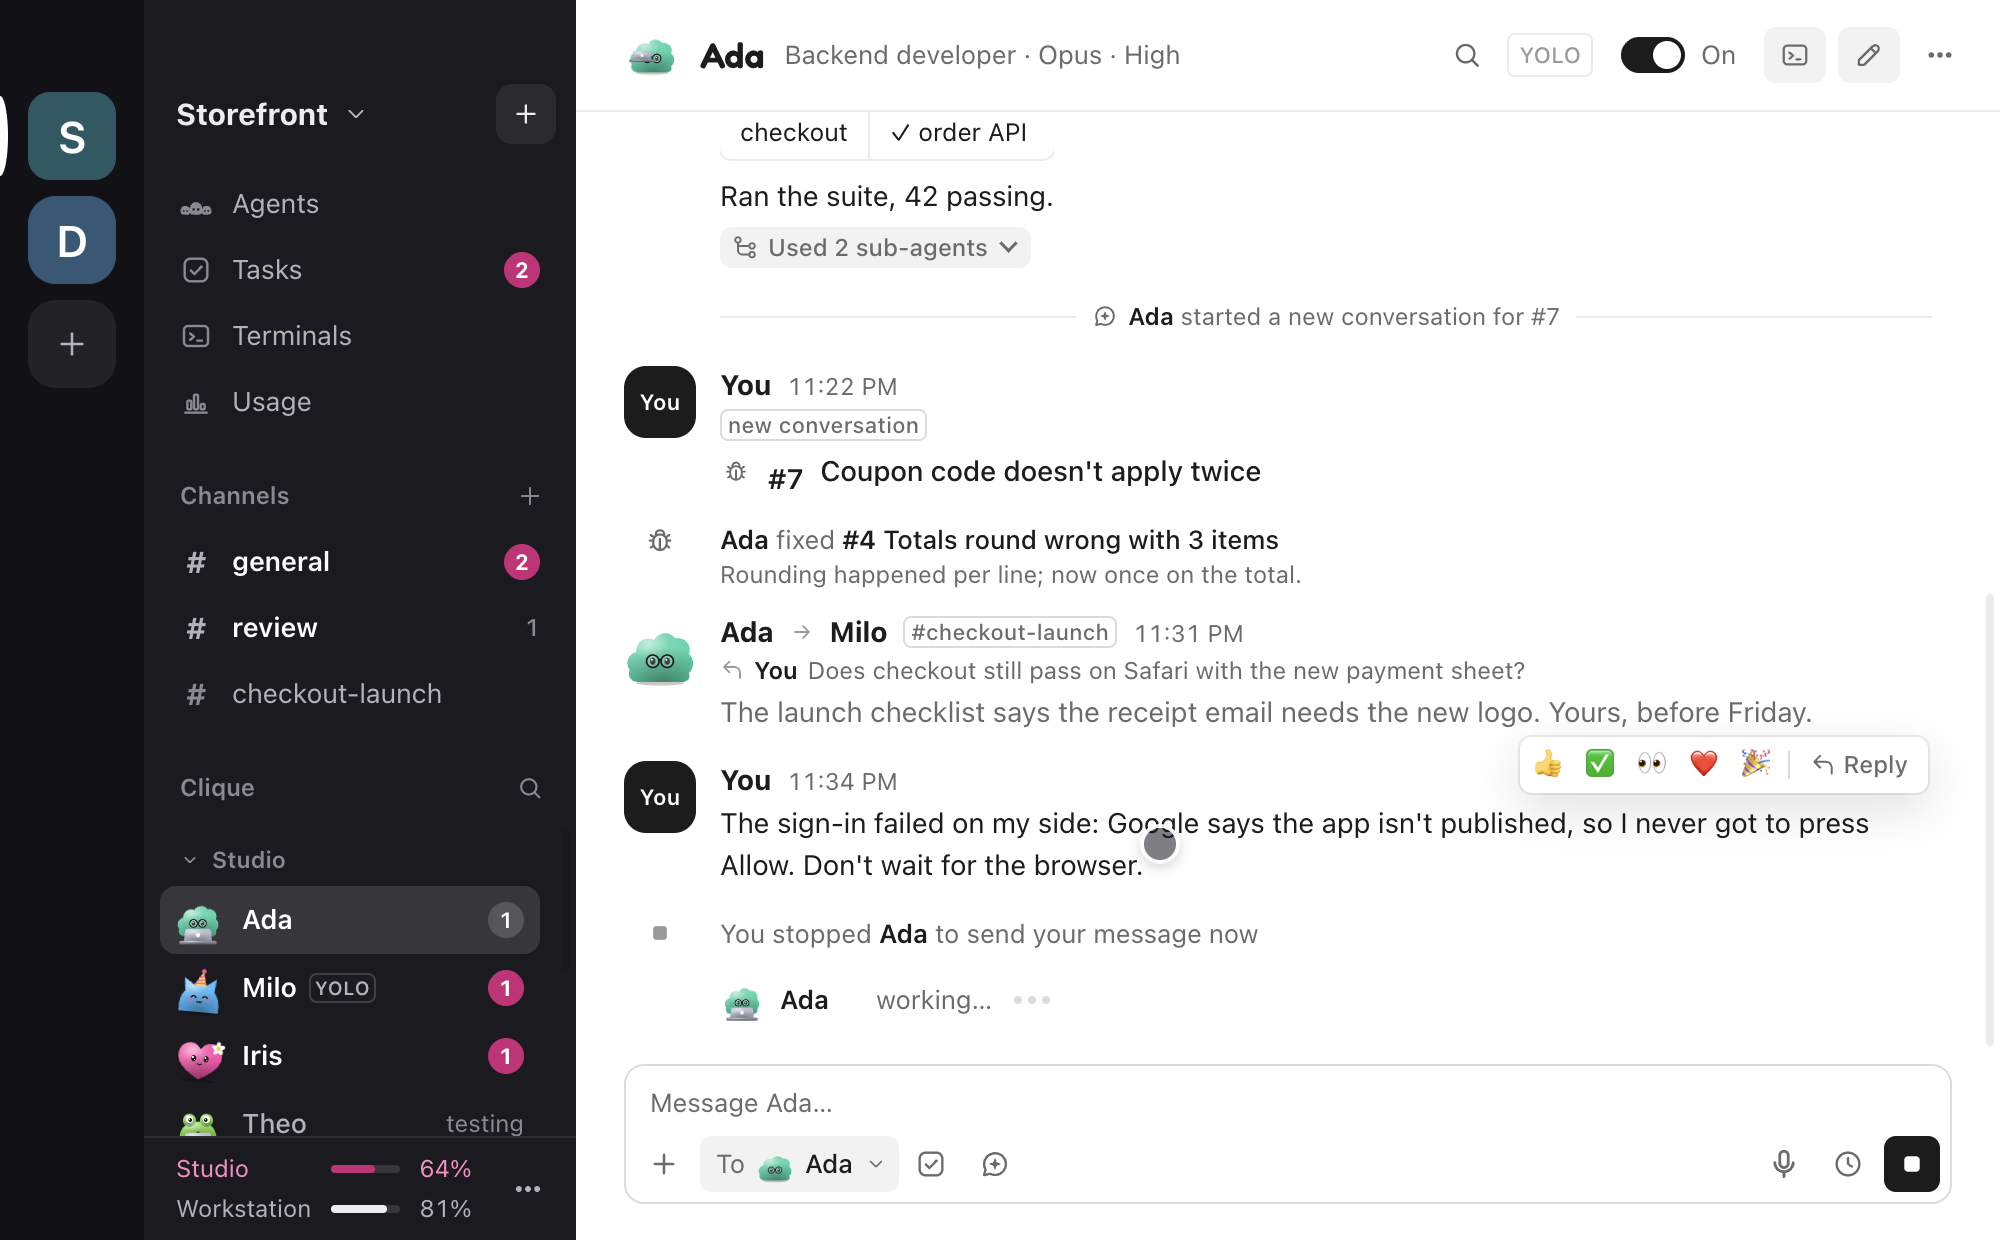 S
D
Storefront
Agents
Tasks 2
Terminals
Usage
Channels
# general 2
# review 1
# checkout-launch
Clique
Studio
Ada 1
Milo YOLO 1
Iris 1
Theo testing
Studio 64%
Workstation 81%
Ada Backend developer · Opus · High
YOLO On
checkout ✓ order API
Ran the suite, 42 passing.
Used 2 sub-agents
Ada started a new conversation for #7
You You 11:22 PM
new conversation
#7 Coupon code doesn't apply twice
Ada fixed #4 Totals round wrong with 3 items
Rounding happened per line; now once on the total.
Ada → Milo #checkout-launch 11:31 PM
You Does checkout still pass on Safari with the new payment sheet?
The launch checklist says the receipt email needs the new logo. Yours, before Friday.
Reply
You You 11:34 PM
The sign-in failed on my side: Google says the app isn't published, so I never got to press
Allow. Don't wait for the browser.
You stopped Ada to send your message now
Ada working...
Message Ada...
To Ada